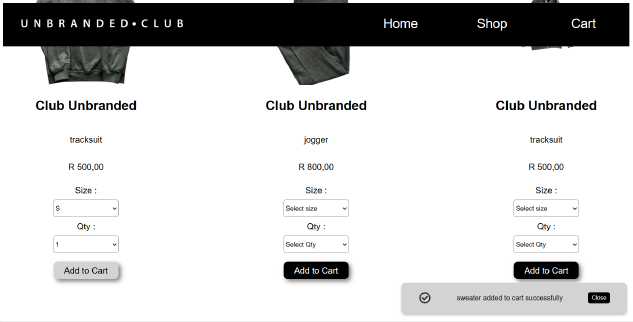 UNBRANDED•CLUB Home Shop Cart
Club Unbranded Club Unbranded Club Unbranded
tracksuit jogger tracksuit
R 500,00 R 800,00 R 500,00
Size : Size : Size :
S Select size Select size
Qty : Qty : Qty :
1 Select Qty Select Qty
Add to Cart Add to Cart Add to Cart
sweater added to cart successfully Close